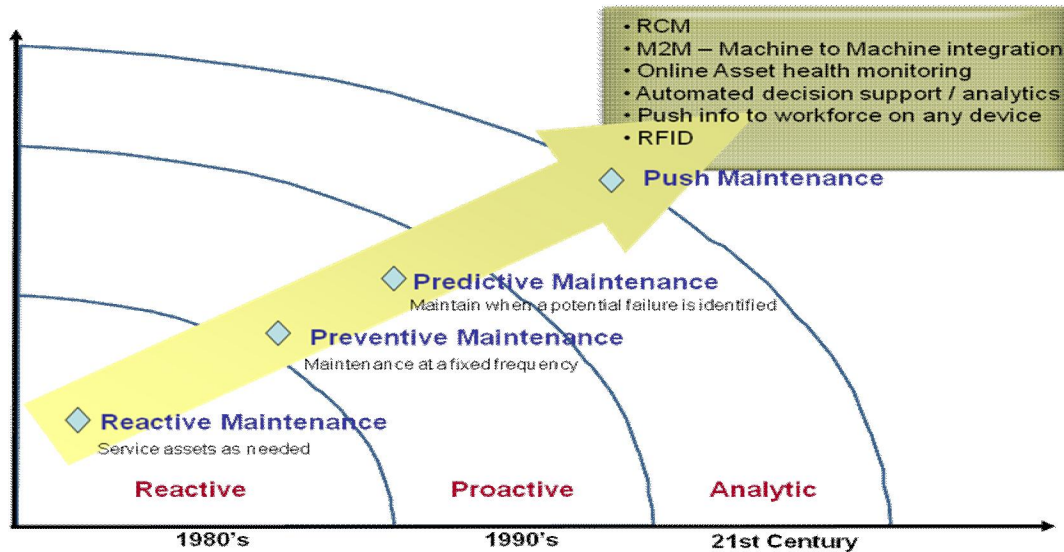 • RCM
• M2M – Machine to Machine integration
• Online Asset health monitoring
• Automated decision support / analytics
• Push info to workforce on any device
• RFID
Push Maintenance
Predictive Maintenance
Maintain when a potential failure is identified
Preventive Maintenance
Maintenance at a fixed frequency
Reactive Maintenance
Service assets as needed
Reactive
Proactive
Analytic
1980's
1990's
21st Century